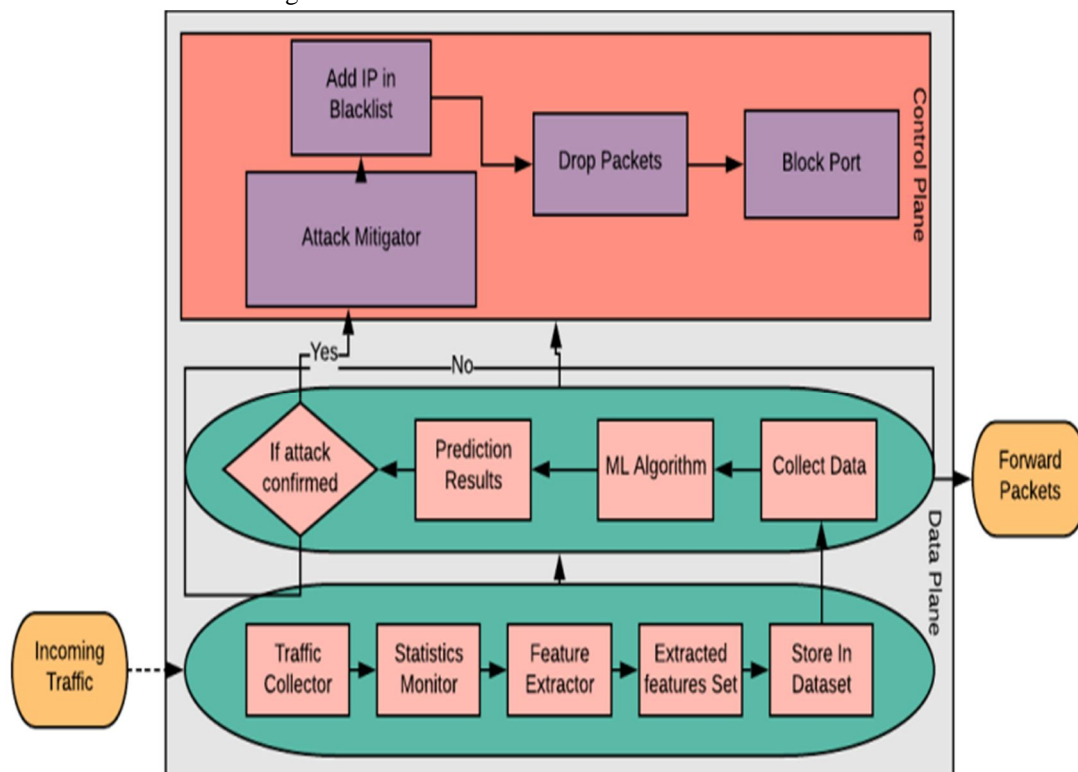 Add IP in
Blacklist
Drop Packets
Block Port
Attack Mitigator
Control Plane
Yes
No
If attack
confirmed
Prediction
Results
ML Algorithm
Collect Data
Forward
Packets
Data Plane
Incoming
Traffic
Traffic
Collector
Statistics
Monitor
Feature
Extractor
Extracted
features Set
Store In
Dataset